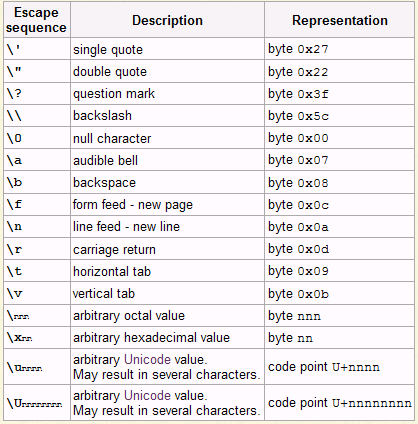 Escape sequence Description Representation
\' single quote byte 0x27
\" double quote byte 0x22
\? question mark byte 0x3f
\\ backslash byte 0x5c
\0 null character byte 0x00
\a audible bell byte 0x07
\b backspace byte 0x08
\f form feed - new page byte 0x0c
\n line feed - new line byte 0x0a
\r carriage return byte 0x0d
\t horizontal tab byte 0x09
\v vertical tab byte 0x0b
\nnn arbitrary octal value byte nnn
\xnn arbitrary hexadecimal value byte nn
\unnnn arbitrary Unicode value.
May result in several characters. code point U+nnnn
\Unnnnnnnn arbitrary Unicode value.
May result in several characters. code point U+nnnnnnnn